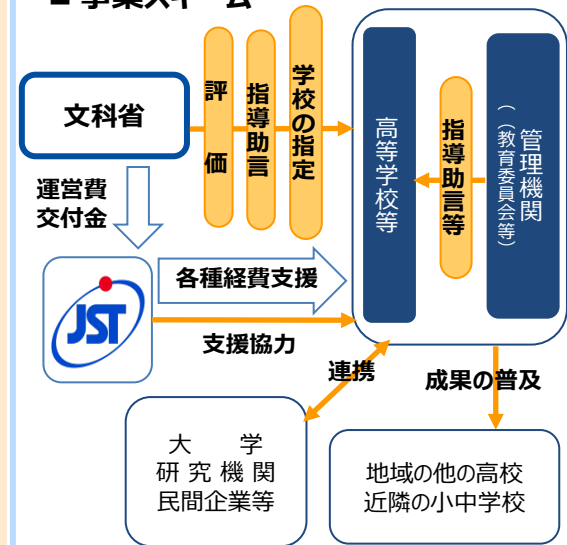 ■ 事業スキーム
文科省
評価
指導助言
学校の指定
高等学校等
指導助言等
管理機関
(（教育委員会等)
運営費
交付金
JST
各種経費支援
支援協力
連携
成果の普及
大　学
研究機関
民間企業等
地域の他の高校
近隣の小中学校